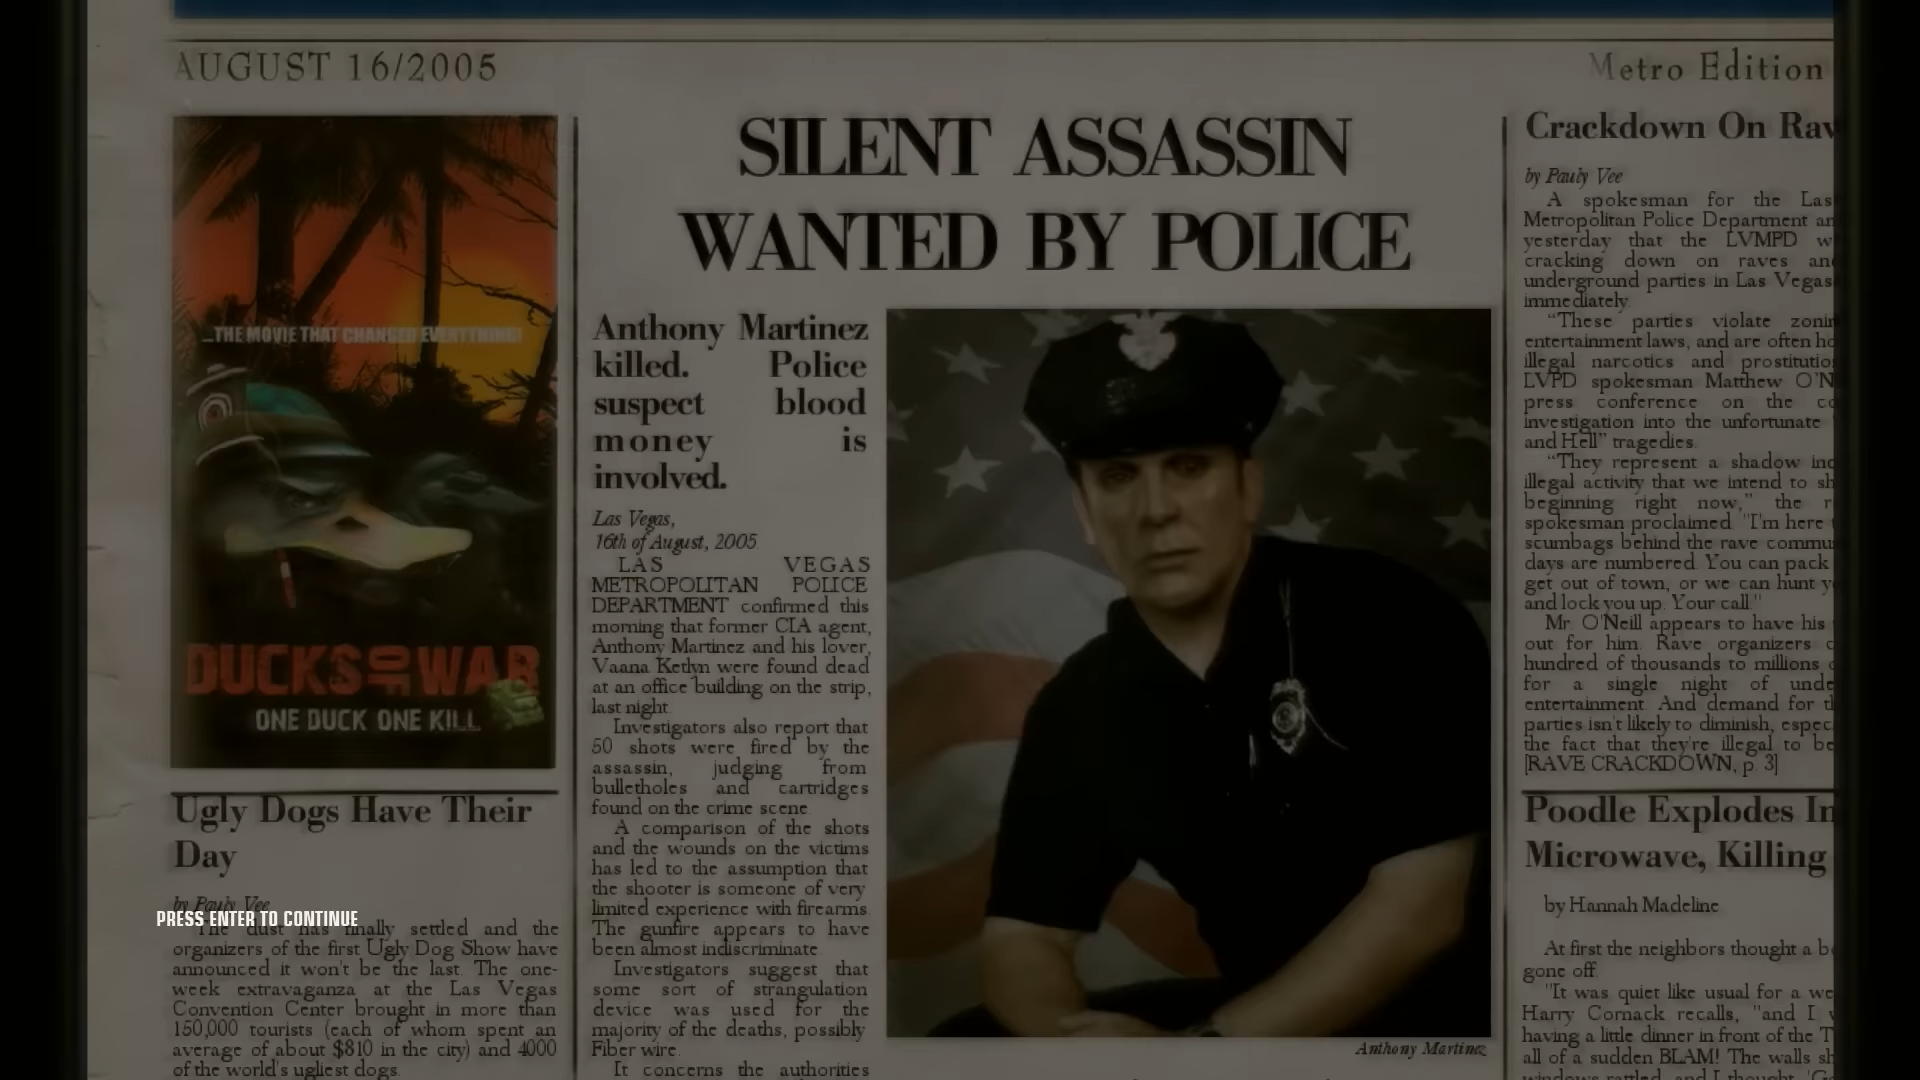 AUGUST 16/2005
Metro Edition
...THE MOVIE THAT CHANGED EVERYTHING!
DUCKS OF WAR
ONE DUCK ONE KILL
Ugly Dogs Have Their
Day
by Pauly Vee
PRESS ENTER TO CONTINUE
The dust has finally settled and the
organizers of the first Ugly Dog Show have
announced it won't be the last. The one-
week extravaganza at the Las Vegas
Convention Center brought in more than
150,000 tourists (each of whom spent an
average of about $810 in the city) and 4000
of the world's ugliest dogs.
SILENT ASSASSIN
WANTED BY POLICE
Anthony Martinez
killed. Police
suspect blood
money is
involved.
Las Vegas,
16th of August, 2005
LAS VEGAS
METROPOLITAN POLICE
DEPARTMENT confirmed this
morning that former CIA agent,
Anthony Martinez and his lover,
Vaana Ketlyn were found dead
at an office building on the strip,
last night.
Investigators also report that
50 shots were fired by the
assassin, judging from
bulletholes and cartridges
found on the crime scene.
A comparison of the shots
and the wounds on the victims
has led to the assumption that
the shooter is someone of very
limited experience with firearms.
The gunfire appears to have
been almost indiscriminate.
Investigators suggest that
some sort of strangulation
device was used for the
majority of the deaths, possibly
Fiber wire.
It concerns the authorities
Anthony Martinez
Crackdown On Rav
by Pauly Vee
A spokesman for the Las
Metropolitan Police Department an
yesterday that the LVMPD w
cracking down on raves and
underground parties in Las Vegas
immediately.
"These parties violate zonin
entertainment laws, and are often ho
illegal narcotics and prostitution
LVPD spokesman Matthew O'N
press conference on the co
investigation into the unfortunate
and Hell" tragedies.
"They represent a shadow ind
illegal activity that we intend to sh
beginning right now," the r
spokesman proclaimed. "I'm here t
scumbags behind the rave commun
days are numbered. You can pack
get out of town, or we can hunt y
and lock you up. Your call."
Mr. O'Neill appears to have his
out for him. Rave organizers c
hundred of thousands to millions o
for a single night of unde
entertainment. And demand for th
parties isn't likely to diminish, espec
the fact that they're illegal to be
[RAVE CRACKDOWN, p. 3]
Poodle Explodes In
Microwave, Killing
by Hannah Madeline
At first the neighbors thought a bo
gone off.
"It was quiet like usual for a we
Harry Cornack recalls, "and I w
having a little dinner in front of the T
all of a sudden BLAM! The walls sh
windows rattled, and I thought, 'Go